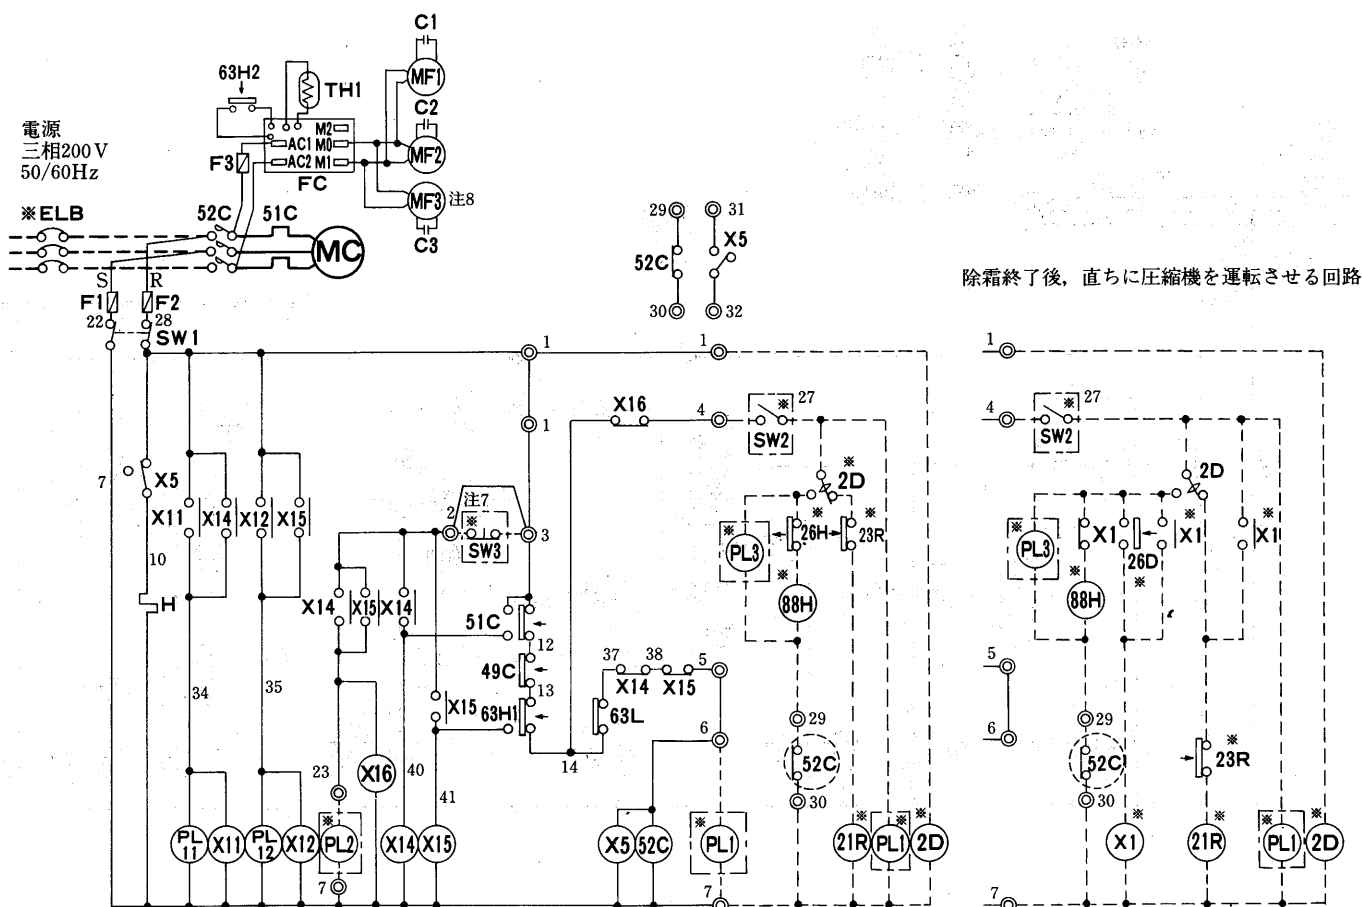 C1
63H2
TH1
MF1
C2
M2
電源
三相200V
50/60Hz
AC1 M0
AC2 M1
F3
FC
MF2
MF3 注8
C3
※ELB
52C
51C
MC
29
31
52C
X5
30
32
除霜終了後，直ちに圧縮機を運転させる回路
S
R
F1
F2
22
28
SW1
1
1
1
1
X16
4
※
27
SW2
4
※
27
SW2
7
X5
X11
X14
X12
X15
注7
2
※
SW3
3
※
2D
※
PL3
※
26H
※
23R
※
88H
2D
※
PL3
X1
※
X1
26D
※
※
X1
※
88H
10
H
X14
X15
X14
51C
12
49C
13
63H1
X15
37
38
5
X14
X15
63L
6
14
5
6
34
35
23
X16
40
41
29
52C
30
29
52C
30
※
23R
PL
11
X11
PL
12
X12
※
PL2
X14
X15
X5
52C
※
PL1
※
21R
※
PL1
※
2D
※
X1
※
21R
※
PL1
※
2D
7
7
7